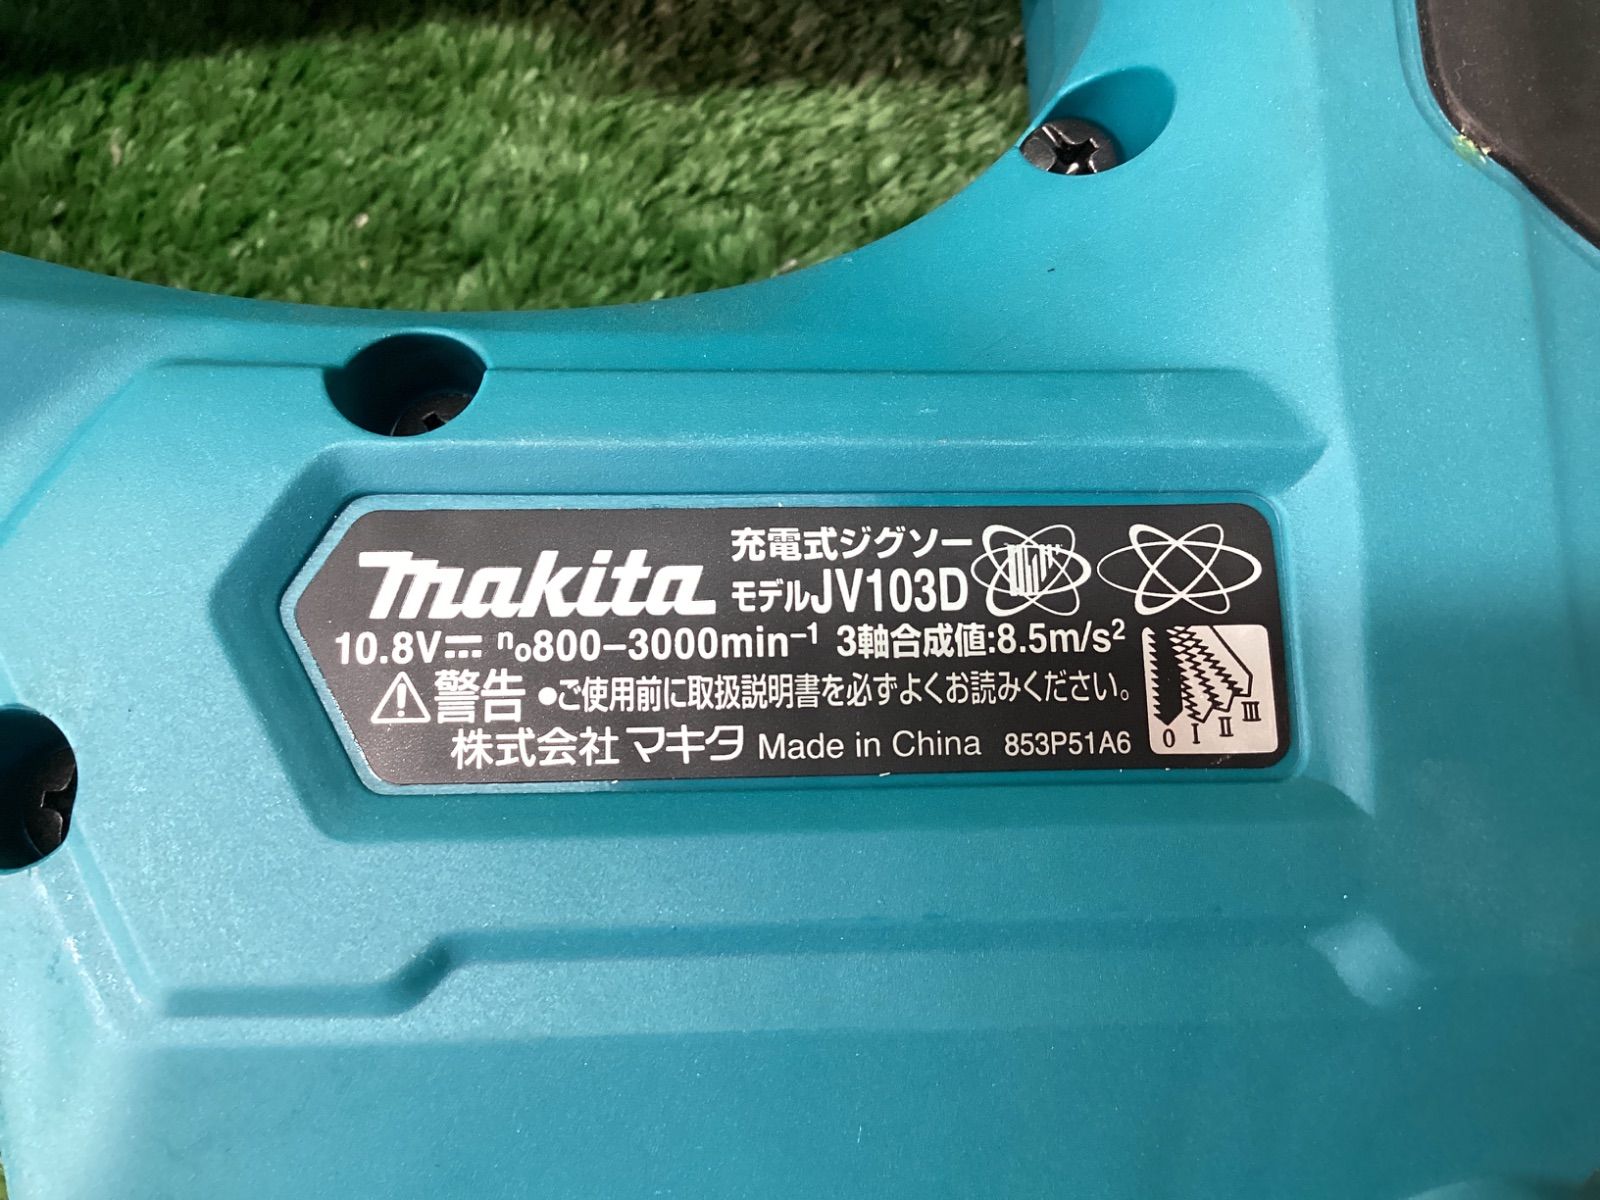 makita 充電式ジグソー
モデルJV103D
10.8V⎓ n₀800-3000min⁻¹ 3軸合成値:8.5m/s²
⚠警告 ●ご使用前に取扱説明書を必ずよくお読みください。
株式会社 マキタ Made in China 853P51A6
0 I II III